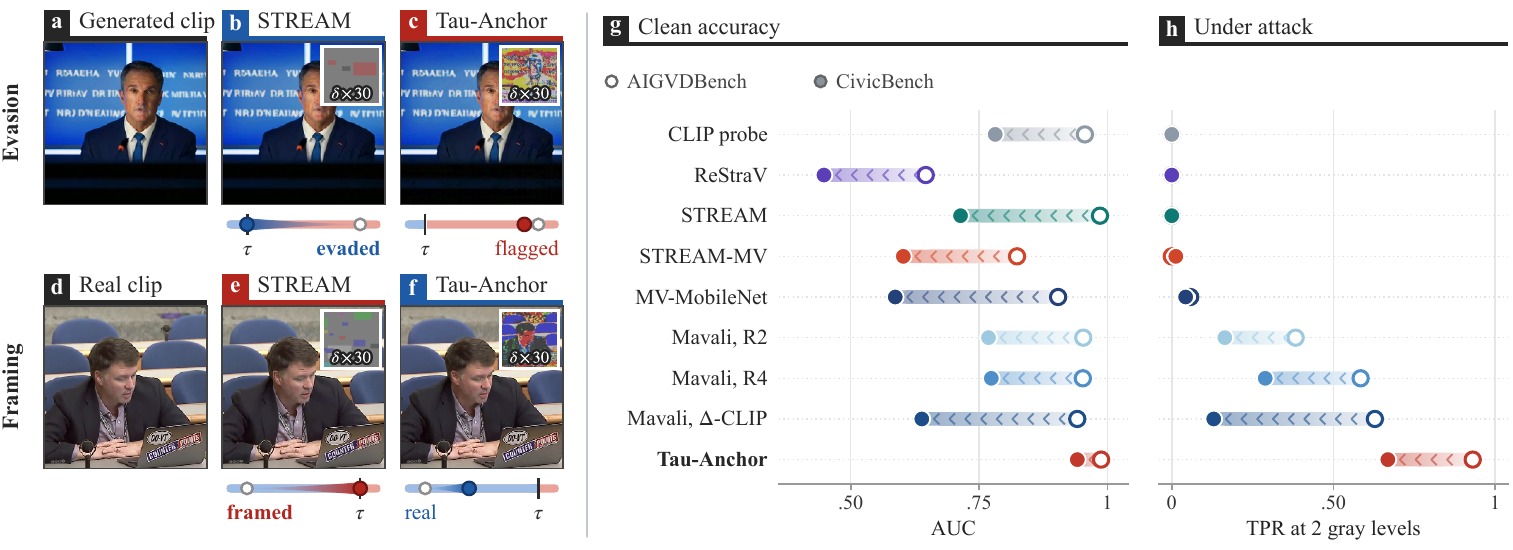 a Generated clip
b STREAM
c Tau-Anchor
Evasion
δ×30
δ×30
τ
evaded
τ
flagged
d Real clip
e STREAM
f Tau-Anchor
Framing
δ×30
δ×30
framed
τ
real
τ
g Clean accuracy
AIGVDBench
CivicBench
CLIP probe
ReStraV
STREAM
STREAM-MV
MV-MobileNet
Mavali, R2
Mavali, R4
Mavali, Δ-CLIP
Tau-Anchor
.50 .75 1
AUC
h Under attack
0 .50 1
TPR at 2 gray levels